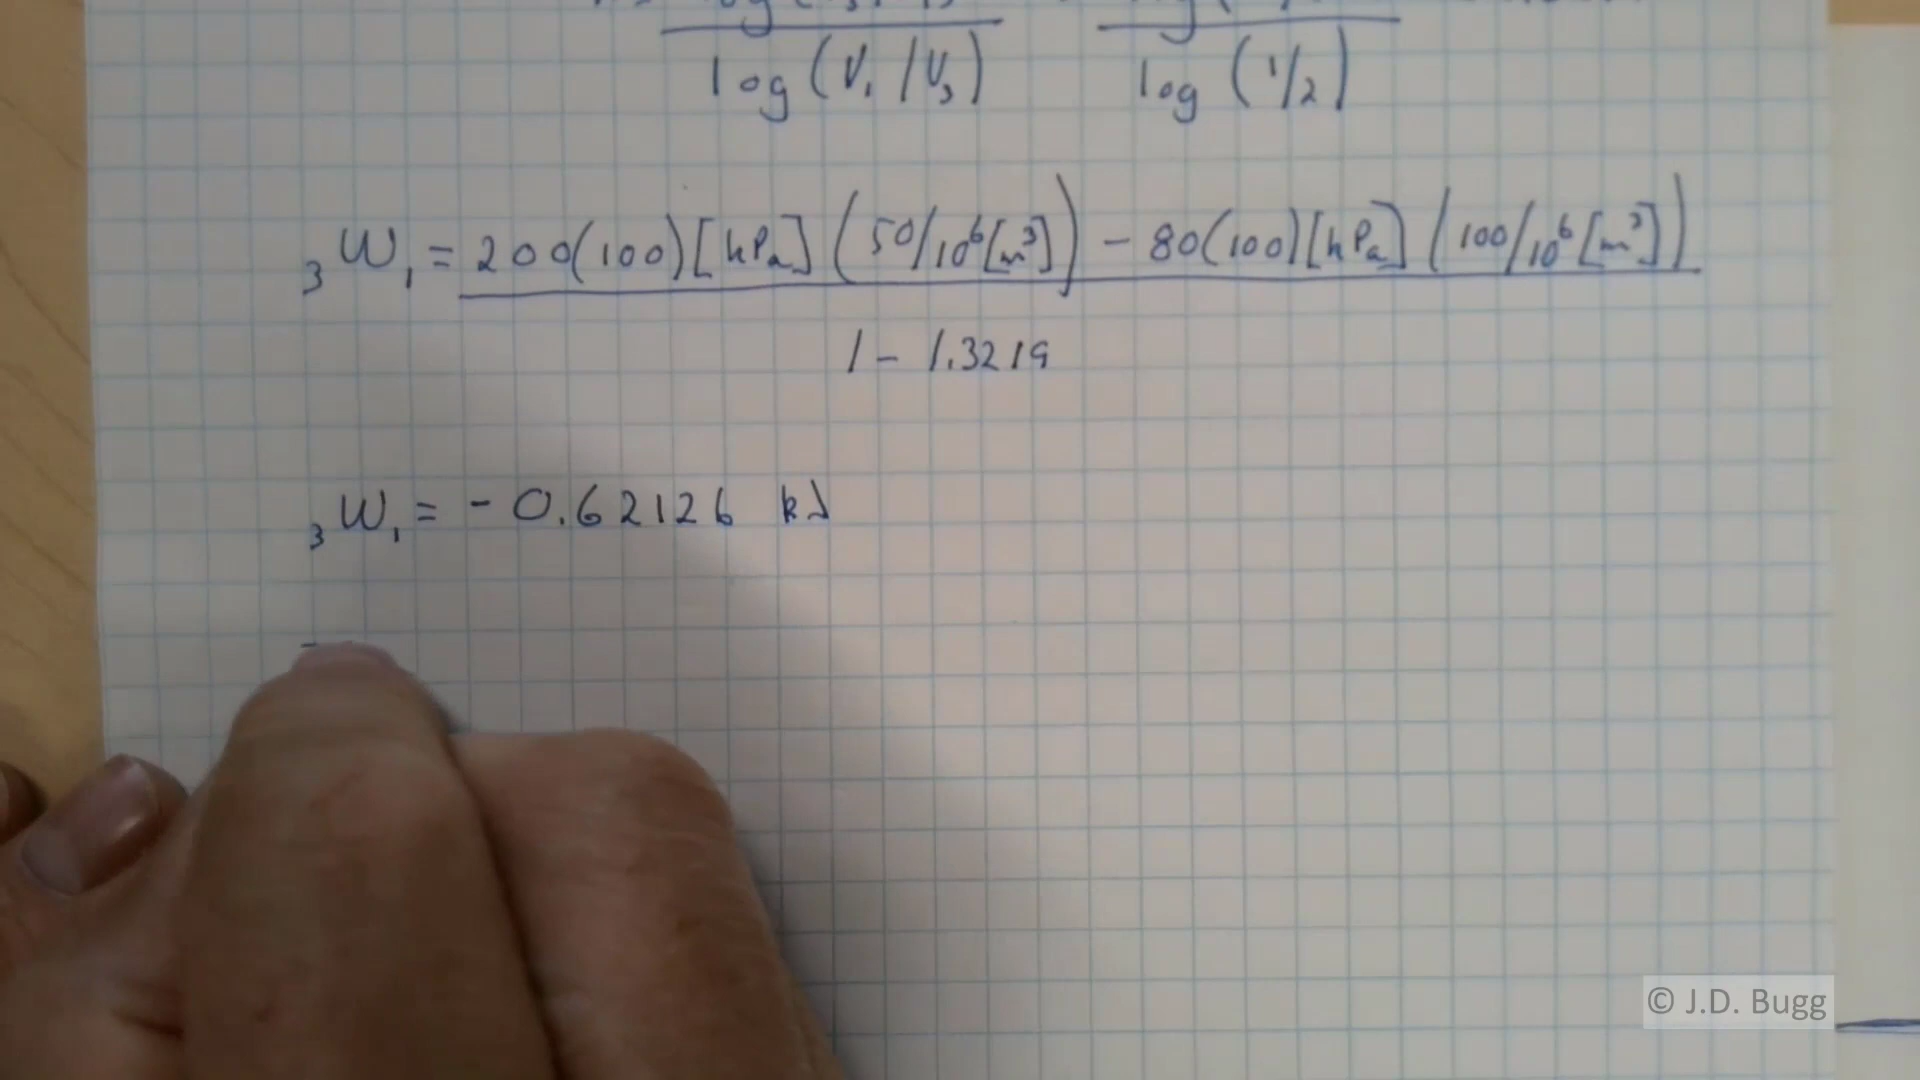 log (V₁/V₃) log (1/2)
₃W₁ = 200(100)[kPa] (50/10⁶[m³]) - 80(100)[kPa] (100/10⁶[m³])
1 - 1.3219
₃W₁ = - 0.62126 kJ
© J.D. Bugg